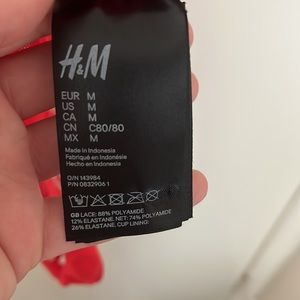 H&M
EUR M
US M
CA M
CN C80/80
MX M
Made in Indonesia
Fabriqué en Indonésie
Hecho en Indonesia
O/N 143984
P/N 0832906 1
GB LACE: 88% POLYAMIDE
12% ELASTANE. NET: 74% POLYAMIDE
26% ELASTANE. CUP LINING: